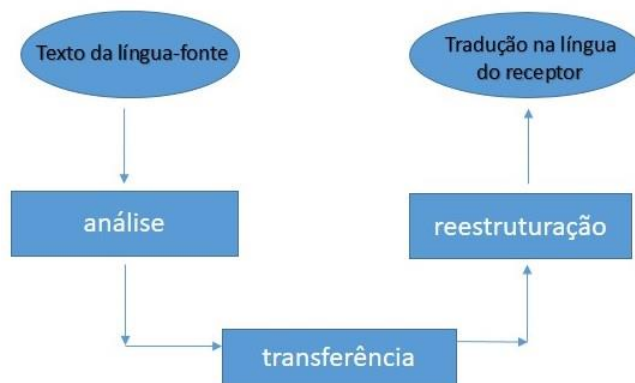 Texto da língua-fonte
Tradução na língua
do receptor
análise
reestruturação
transferência